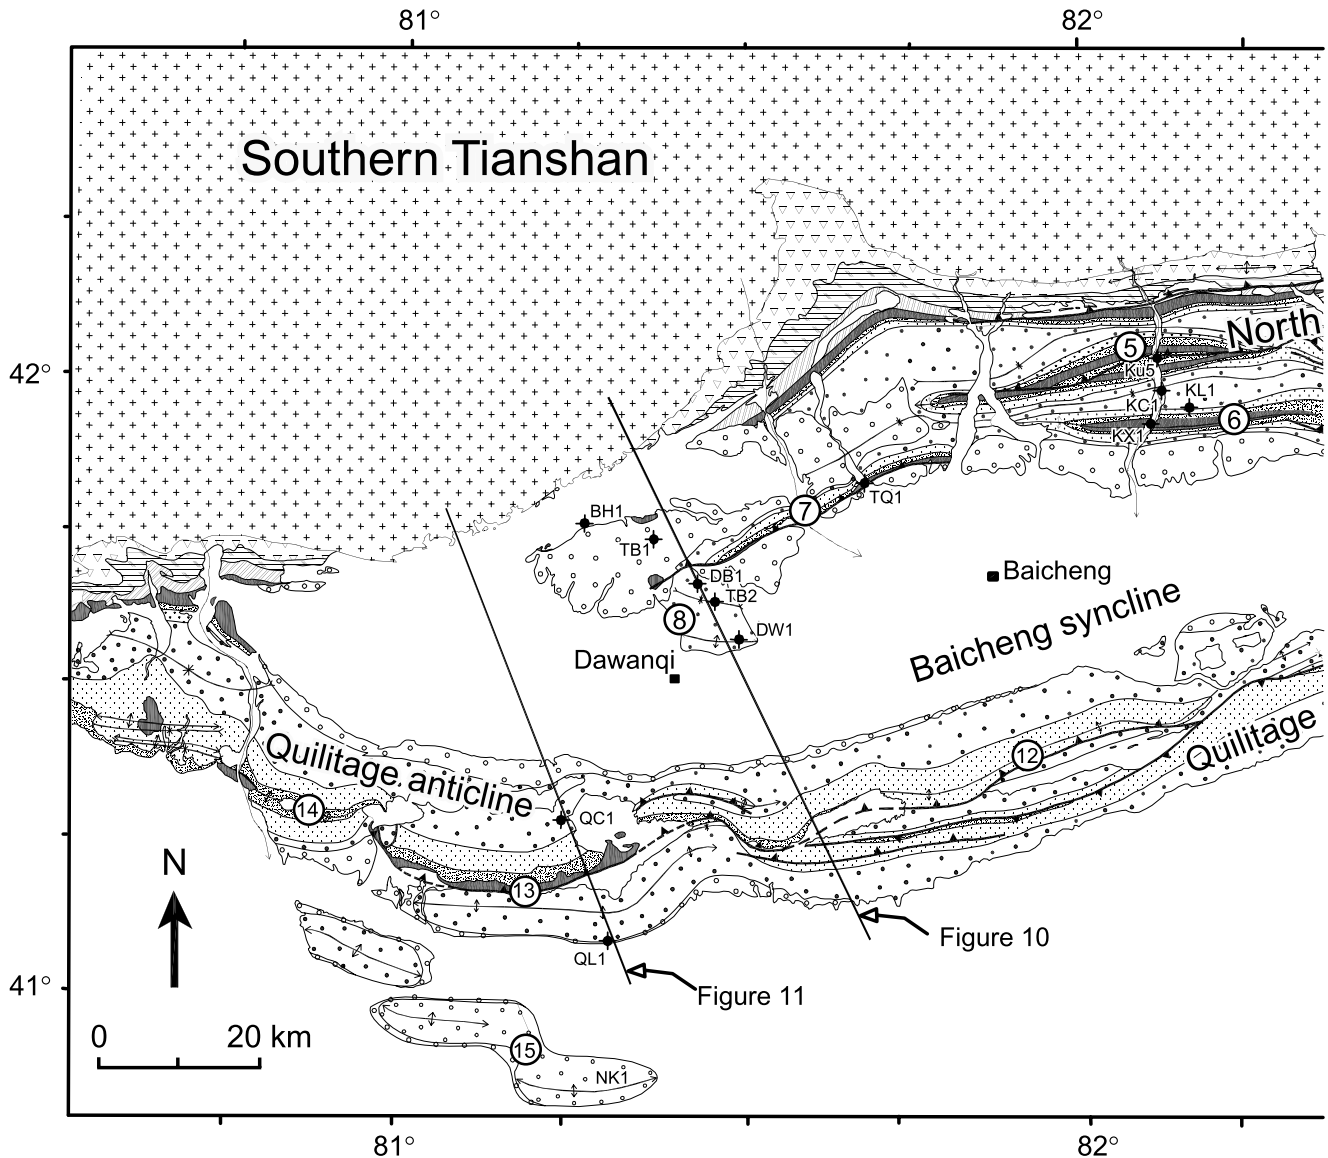 81° 82°
Southern Tianshan
North
5
42°
Ku5
KL1
KC1
6
KX1
TQ1
7
BH1
TB1
DB1
Baicheng
TB2
8
DW1
Baicheng syncline
Dawanqi
Quilitage
12
Quilitage anticline
14
QC1
N
13
Figure 10
QL1
41°
Figure 11
0 20 km
15
NK1
81° 82°